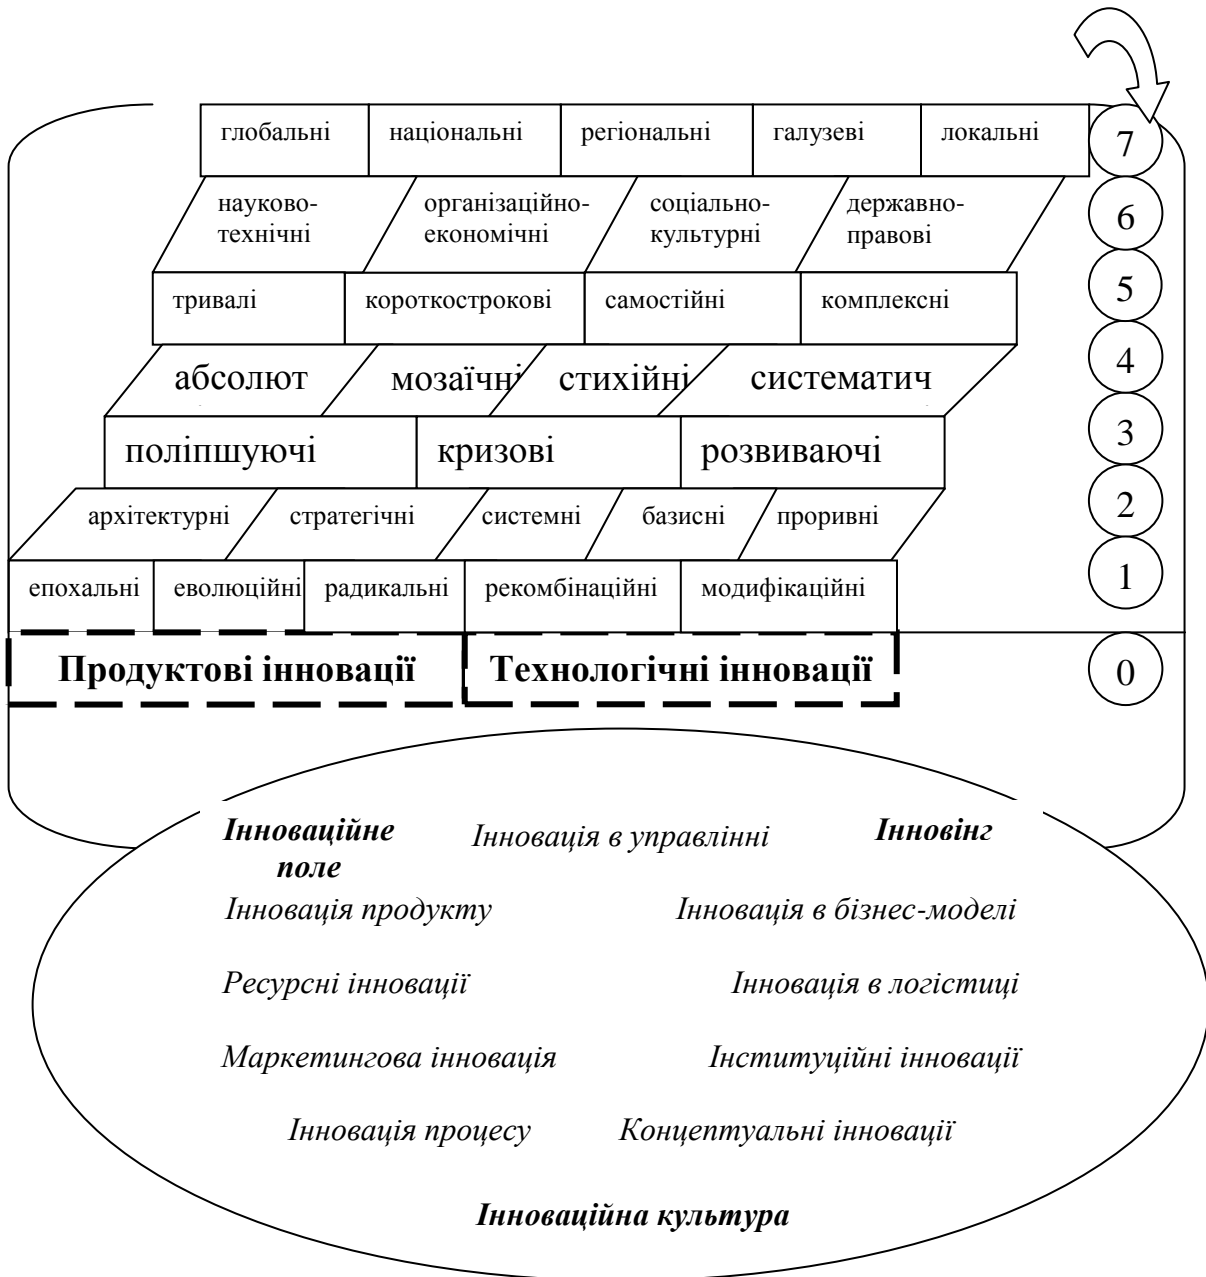 глобальні національні регіональні галузеві локальні 7
науково- організаційно- соціально- державно-
технічні економічні культурні правові 6
тривалі короткострокові самостійні комплексні 5
абсолют мозаїчні стихійні систематич 4
поліпшуючі кризові розвиваючі 3
архітектурні стратегічні системні базисні проривні 2
епохальні еволюційні радикальні рекомбінаційні модифікаційні 1
Продуктові інновації Технологічні інновації 0
Інноваційне Інновація в управлінні Інновінг
поле
Інновація продукту Інновація в бізнес-моделі
Ресурсні інновації Інновація в логістиці
Маркетингова інновація Інституційні інновації
Інновація процесу Концептуальні інновації
Інноваційна культура